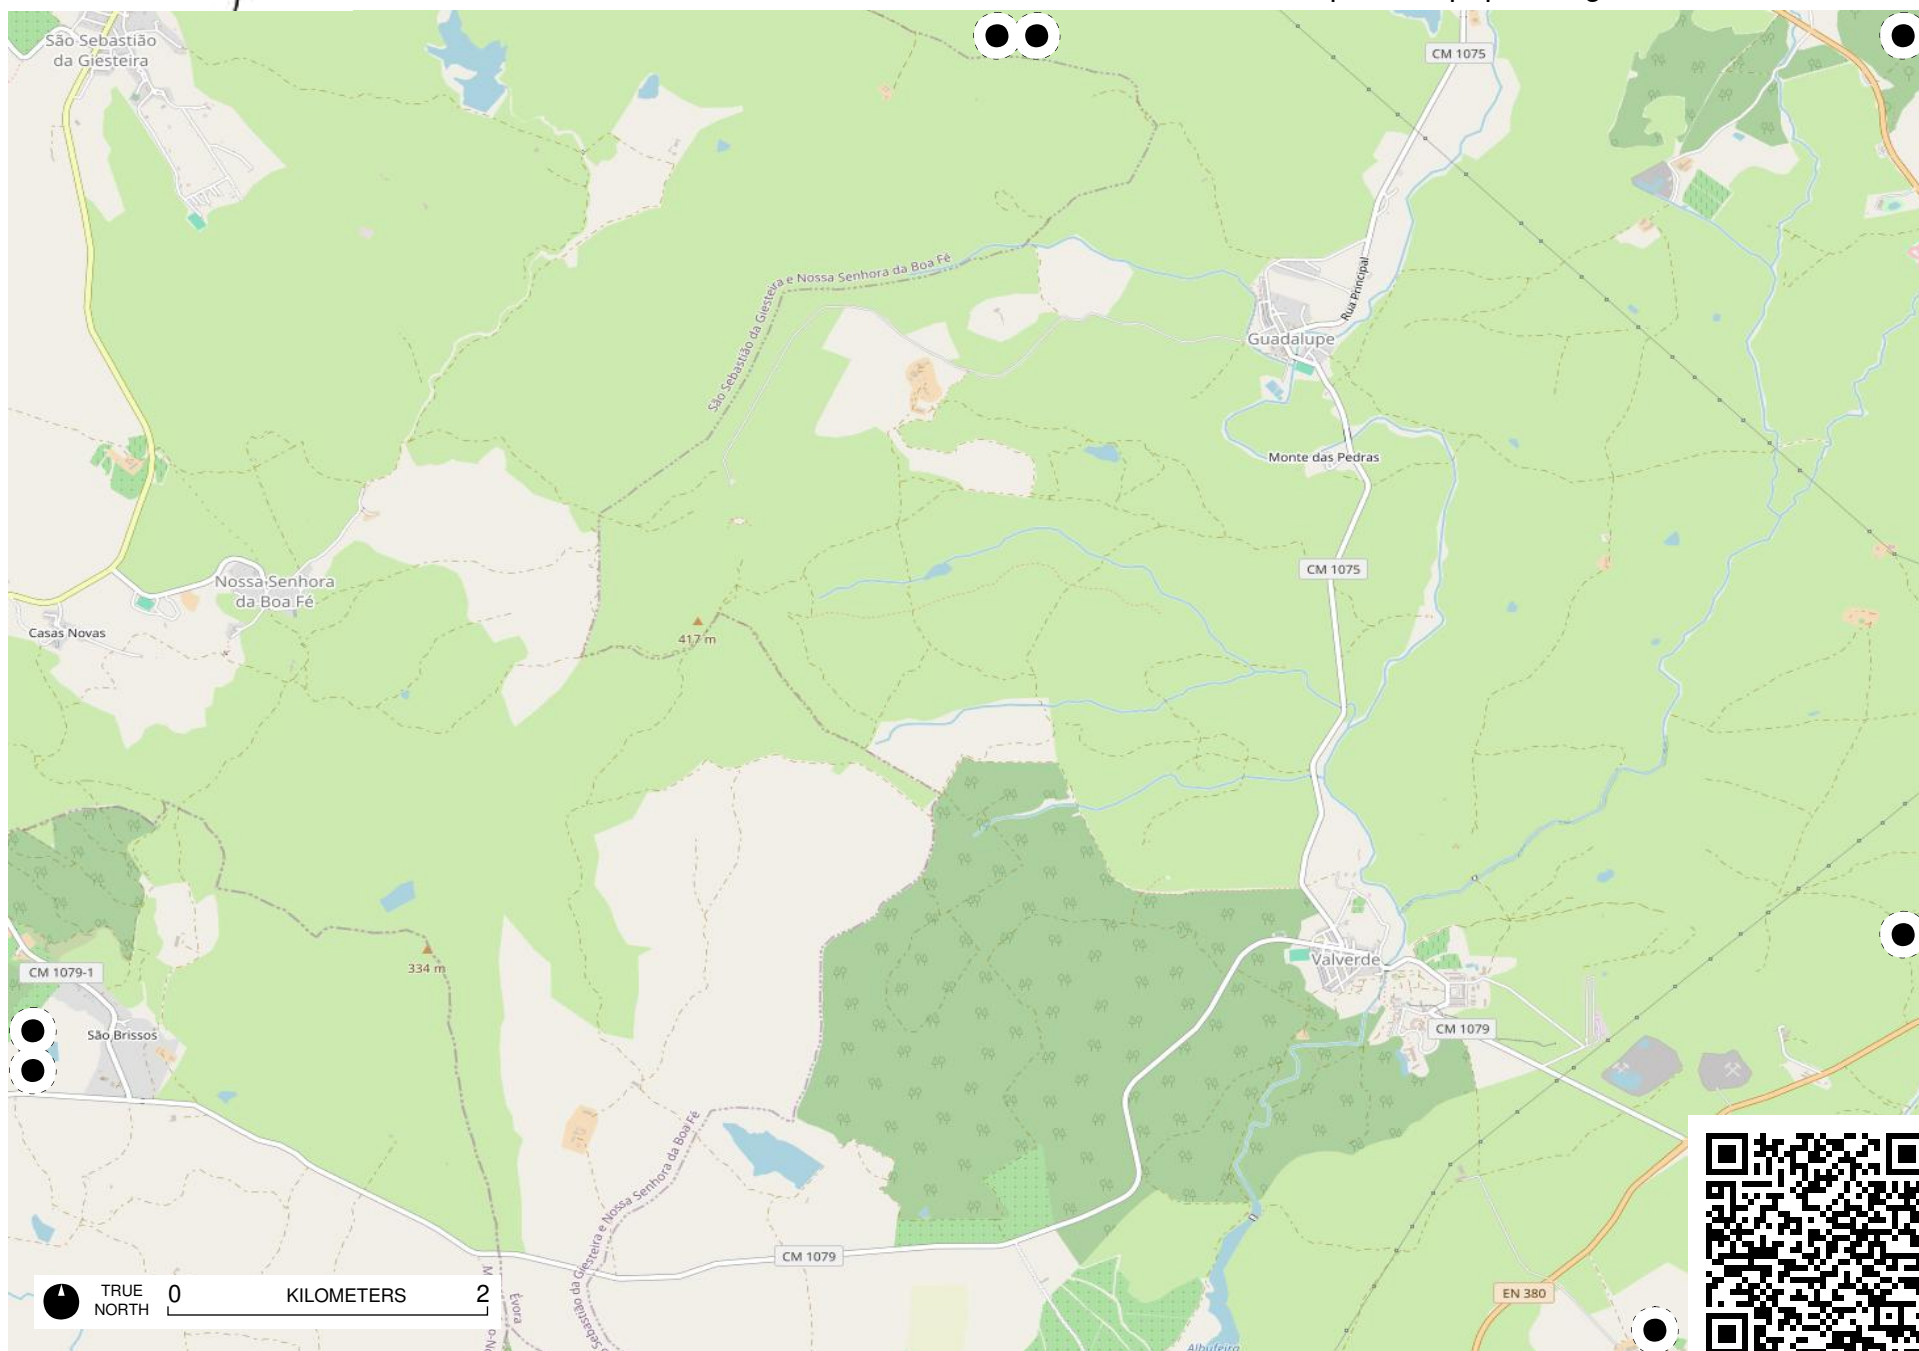 São Sebastião
da Giesteira
CM 1075
São Sebastião da Giesteira e Nossa Senhora da Boa Fé
Rua Principal
Guadalupe
Monte das Pedras
CM 1075
Nossa Senhora
da Boa Fé
Casas Novas
417 m
334 m
CM 1079-1
Valverde
São Brissos
CM 1079
Sebastião da Giesteira e Nossa Senhora da Boa Fé
CM 1079
TRUE
NORTH
0 KILOMETERS 2
Évora
EN 380
Albufeira